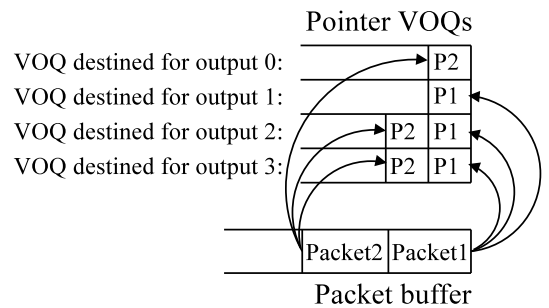 Pointer VOQs
VOQ destined for output 0: P2
VOQ destined for output 1: P1
VOQ destined for output 2: P2 P1
VOQ destined for output 3: P2 P1
Packet2 Packet1
Packet buffer